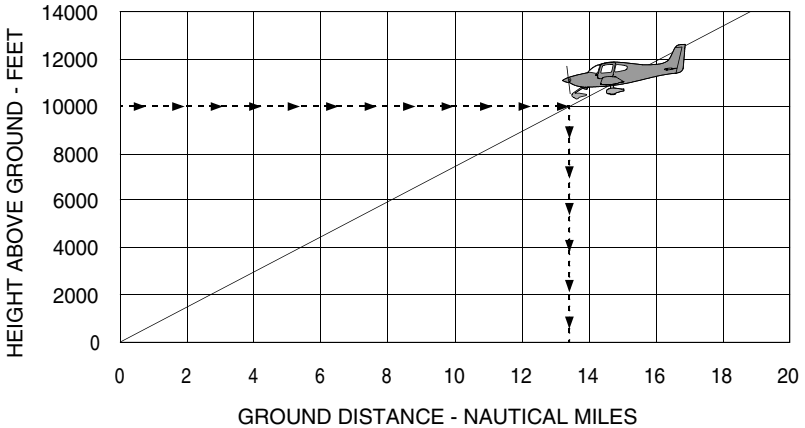 HEIGHT ABOVE GROUND - FEET
14000
12000
10000
8000
6000
4000
2000
0
0 2 4 6 8 10 12 14 16 18 20
GROUND DISTANCE - NAUTICAL MILES